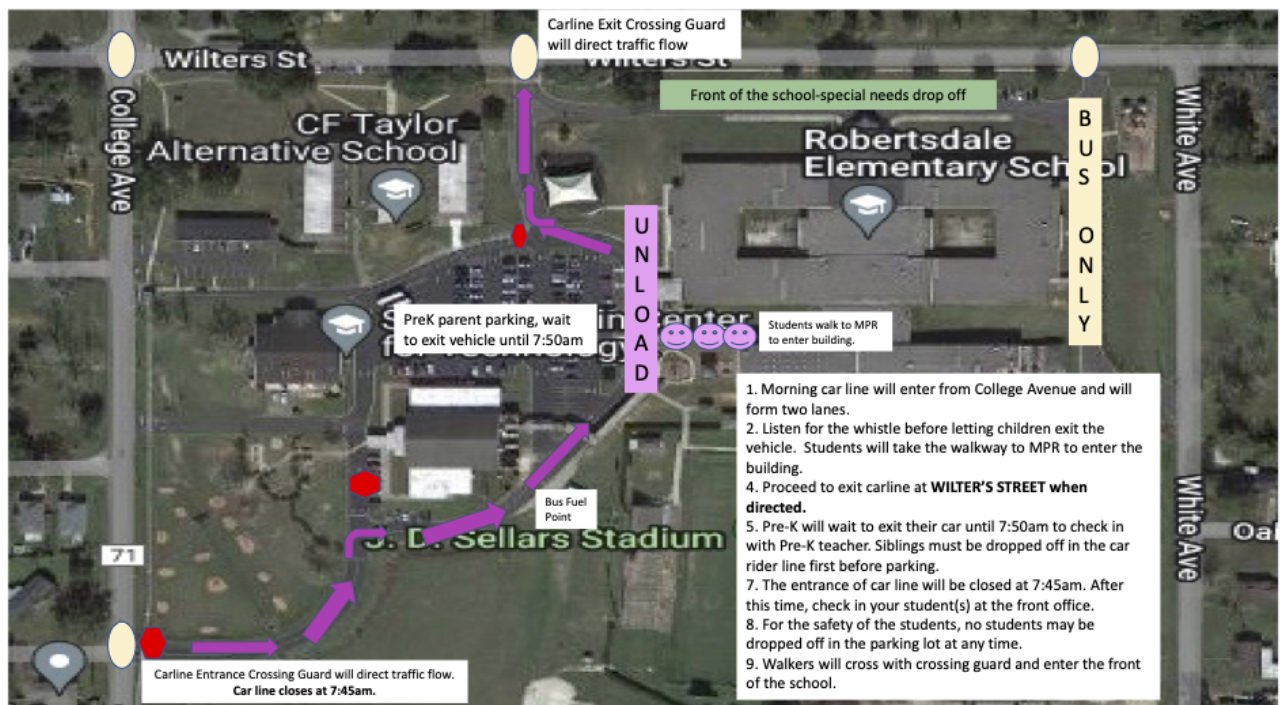 Carline Exit Crossing Guard
will direct traffic flow
Wilters St
Wilters St
Front of the school-special needs drop off
College Ave
CF Taylor
Alternative School
Robertsdale
Elementary School
White Ave
BUS ONLY
UNLOAD
PreK parent parking, wait
to exit vehicle until 7:50am
Center
for Technology
Students walk to MPR
to enter building.
1. Morning car line will enter from College Avenue and will
form two lanes.
2. Listen for the whistle before letting children exit the
vehicle. Students will take the walkway to MPR to enter the
building.
4. Proceed to exit carline at WILTER'S STREET when
directed.
5. Pre-K will wait to exit their car until 7:50am to check in
with Pre-K teacher. Siblings must be dropped off in the car
rider line first before parking.
7. The entrance of car line will be closed at 7:45am. After
this time, check in your student(s) at the front office.
8. For the safety of the students, no students may be
dropped off in the parking lot at any time.
9. Walkers will cross with crossing guard and enter the front
of the school.
Bus Fuel
Point
J. D. Sellars Stadium
White Ave
Oa
71
Carline Entrance Crossing Guard will direct traffic flow.
Car line closes at 7:45am.